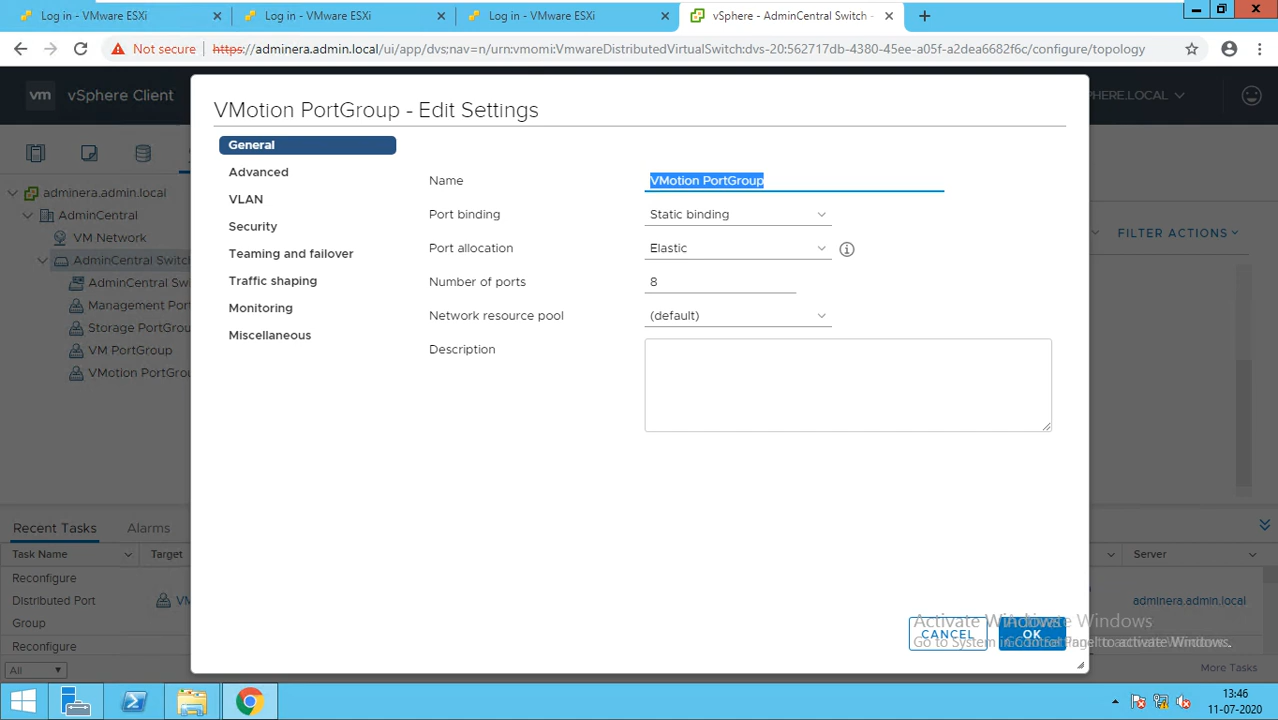 Log in - VMware ESXi
Log in - VMware ESXi
Log in - VMware ESXi
vSphere - AdminCentral Switch -
Not secure
https://adminera.admin.local/ui/app/dvs:nav=n/urn:vmomi:VmwareDistributedVirtualSwitch:dvs-20:562717db-4380-45ee-a05f-a2dea6682f6c/configure/topology
vm vSphere Client
PHERE.LOCAL
VMotion PortGroup - Edit Settings
General
Advanced
VLAN
Security
Teaming and failover
Traffic shaping
Monitoring
Miscellaneous
Name VMotion PortGroup
Port binding Static binding
Port allocation Elastic
Number of ports 8
Network resource pool (default)
Description
adminera.admin.local
AdminCentral
VM Network
AdminCentral Switch
AdminCentral Swi
Management Por
Storage PortGrou
VM PortGroup
VMotion PortGrou
FILTER ACTIONS
Recent Tasks Alarms
Task Name Target Server
Reconfigure
Distributed Port VM adminera.admin.local
Group
Reconfigure
All
More Tasks
CANCEL OK
Activate Windows
Go to System in Control Panel to activate Windows.
13:46
11-07-2020